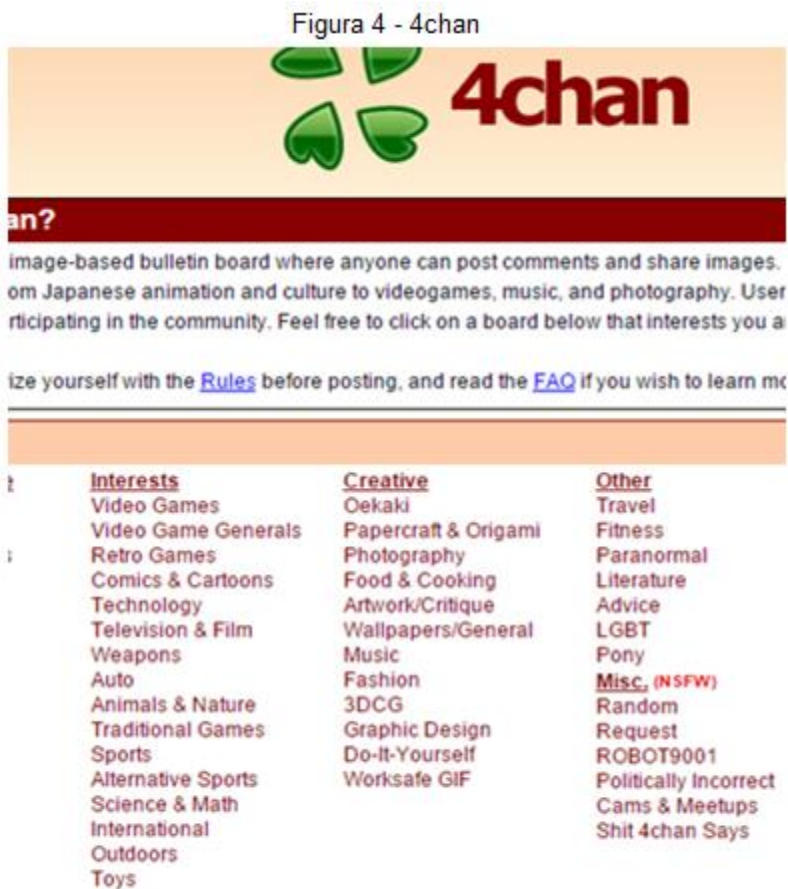 Figura 4 - 4chan
4chan
an?
image-based bulletin board where anyone can post comments and share images.
om Japanese animation and culture to videogames, music, and photography. User
rticipating in the community. Feel free to click on a board below that interests you a
ize yourself with the Rules before posting, and read the FAQ if you wish to learn mo
Interests
Video Games
Video Game Generals
Retro Games
Comics & Cartoons
Technology
Television & Film
Weapons
Auto
Animals & Nature
Traditional Games
Sports
Alternative Sports
Science & Math
International
Outdoors
Toys
Creative
Oekaki
Papercraft & Origami
Photography
Food & Cooking
Artwork/Critique
Wallpapers/General
Music
Fashion
3DCG
Graphic Design
Do-It-Yourself
Worksafe GIF
Other
Travel
Fitness
Paranormal
Literature
Advice
LGBT
Pony
Misc. (NSFW)
Random
Request
ROBOT9001
Politically Incorrect
Cams & Meetups
Shit 4chan Says